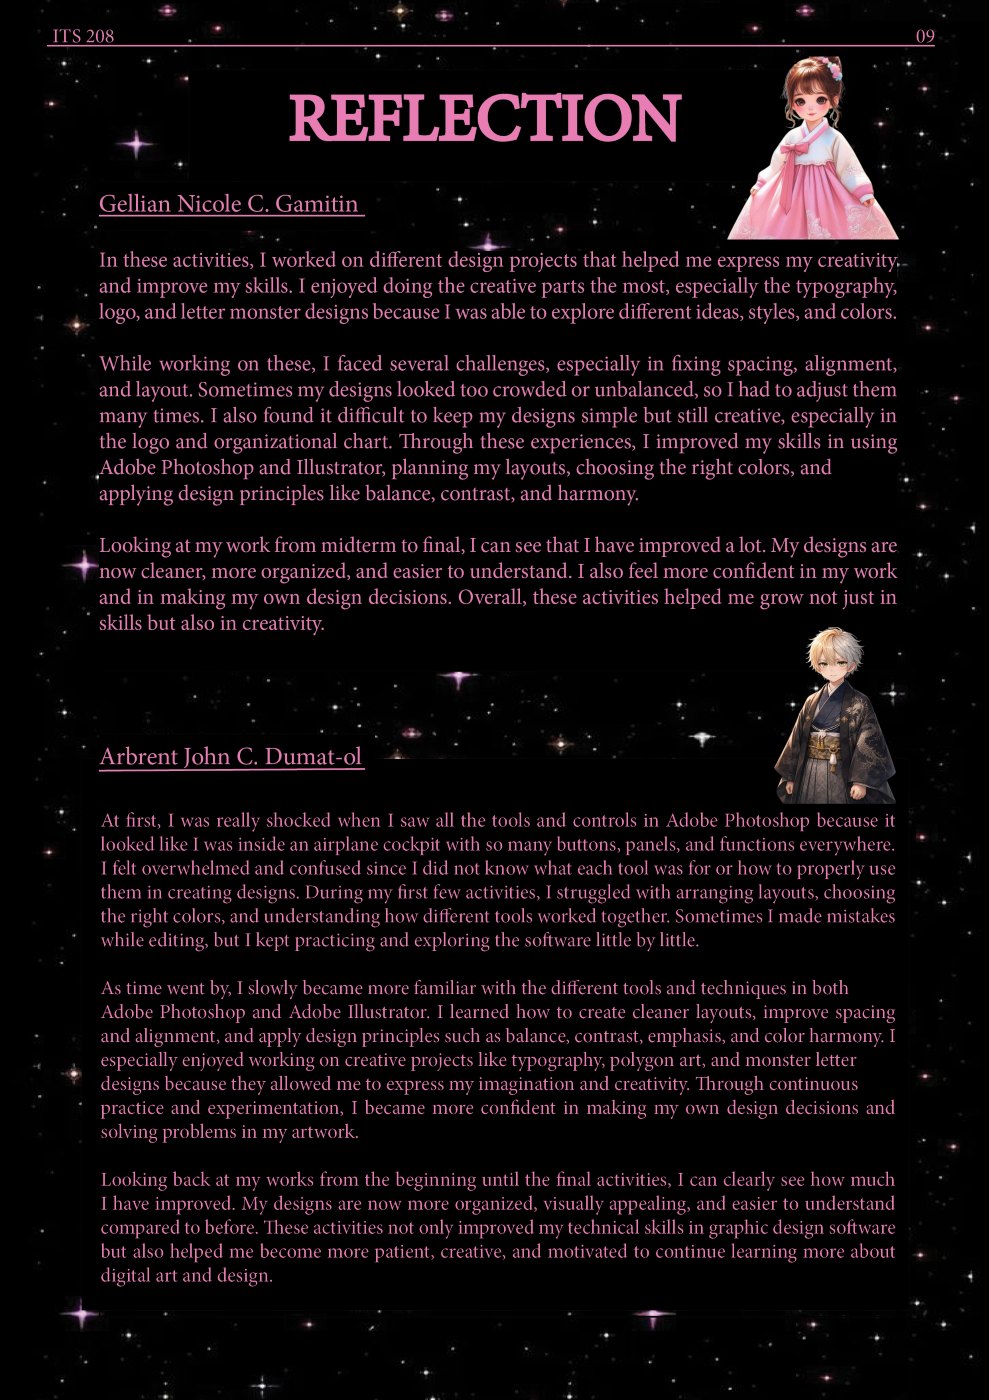 ITS 208
09
REFLECTION
Gellian Nicole C. Gamitin
In these activities, I worked on different design projects that helped me express my creativity
and improve my skills. I enjoyed doing the creative parts the most, especially the typography,
logo, and letter monster designs because I was able to explore different ideas, styles, and colors.
While working on these, I faced several challenges, especially in fixing spacing, alignment,
and layout. Sometimes my designs looked too crowded or unbalanced, so I had to adjust them
many times. I also found it difficult to keep my designs simple but still creative, especially in
the logo and organizational chart. Through these experiences, I improved my skills in using
Adobe Photoshop and Illustrator, planning my layouts, choosing the right colors, and
applying design principles like balance, contrast, and harmony.
Looking at my work from midterm to final, I can see that I have improved a lot. My designs are
now cleaner, more organized, and easier to understand. I also feel more confident in my work
and in making my own design decisions. Overall, these activities helped me grow not just in
skills but also in creativity.
Arbrent John C. Dumat-ol
At first, I was really shocked when I saw all the tools and controls in Adobe Photoshop because it
looked like I was inside an airplane cockpit with so many buttons, panels, and functions everywhere.
I felt overwhelmed and confused since I did not know what each tool was for or how to properly use
them in creating designs. During my first few activities, I struggled with arranging layouts, choosing
the right colors, and understanding how different tools worked together. Sometimes I made mistakes
while editing, but I kept practicing and exploring the software little by little.
As time went by, I slowly became more familiar with the different tools and techniques in both
Adobe Photoshop and Adobe Illustrator. I learned how to create cleaner layouts, improve spacing
and alignment, and apply design principles such as balance, contrast, emphasis, and color harmony. I
especially enjoyed working on creative projects like typography, polygon art, and monster letter
designs because they allowed me to express my imagination and creativity. Through continuous
practice and experimentation, I became more confident in making my own design decisions and
solving problems in my artwork.
Looking back at my works from the beginning until the final activities, I can clearly see how much
I have improved. My designs are now more organized, visually appealing, and easier to understand
compared to before. These activities not only improved my technical skills in graphic design software
but also helped me become more patient, creative, and motivated to continue learning more about
digital art and design.